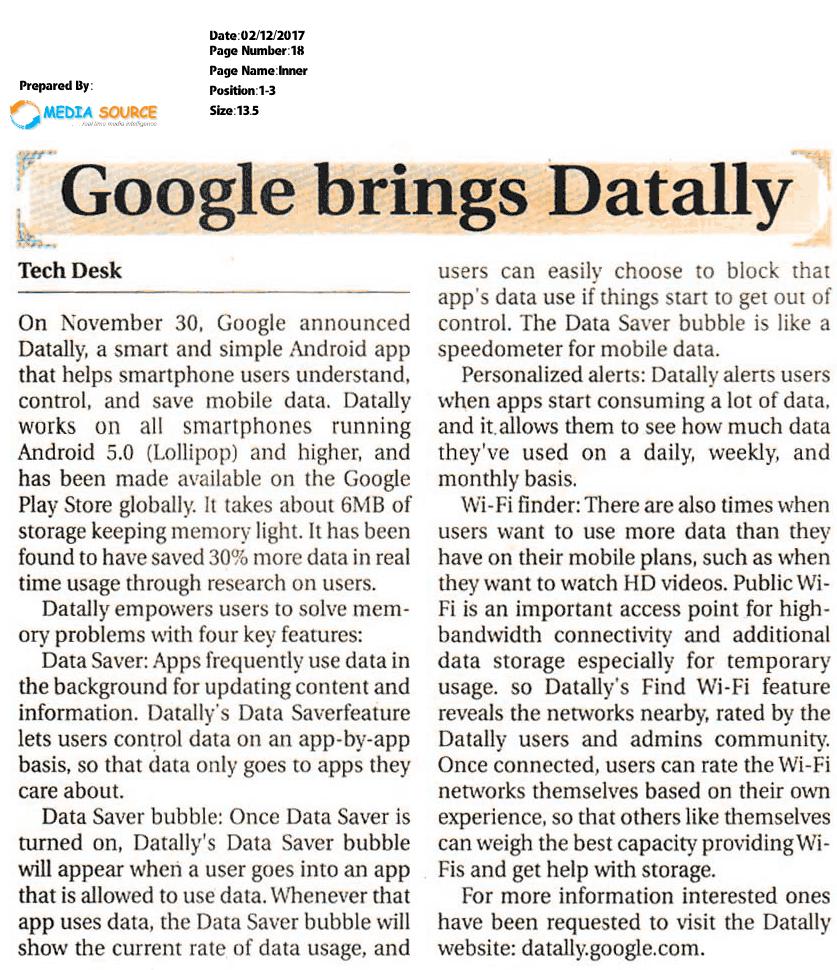 Date:02/12/2017
Page Number:18
Page Name:Inner
Position:1-3
Size:13.5
Prepared By:
MEDIA SOURCE
real time media intelligence
Google brings Datally
Tech Desk
On November 30, Google announced
Datally, a smart and simple Android app
that helps smartphone users understand,
control, and save mobile data. Datally
works on all smartphones running
Android 5.0 (Lollipop) and higher, and
has been made available on the Google
Play Store globally. It takes about 6MB of
storage keeping memory light. It has been
found to have saved 30% more data in real
time usage through research on users.
Datally empowers users to solve mem-
ory problems with four key features:
Data Saver: Apps frequently use data in
the background for updating content and
information. Datally's Data Saverfeature
lets users control data on an app-by-app
basis, so that data only goes to apps they
care about.
Data Saver bubble: Once Data Saver is
turned on, Datally's Data Saver bubble
will appear when a user goes into an app
that is allowed to use data. Whenever that
app uses data, the Data Saver bubble will
show the current rate of data usage, and
users can easily choose to block that
app's data use if things start to get out of
control. The Data Saver bubble is like a
speedometer for mobile data.
Personalized alerts: Datally alerts users
when apps start consuming a lot of data,
and it allows them to see how much data
they've used on a daily, weekly, and
monthly basis.
Wi-Fi finder: There are also times when
users want to use more data than they
have on their mobile plans, such as when
they want to watch HD videos. Public Wi-
Fi is an important access point for high-
bandwidth connectivity and additional
data storage especially for temporary
usage. so Datally's Find Wi-Fi feature
reveals the networks nearby, rated by the
Datally users and admins community.
Once connected, users can rate the Wi-Fi
networks themselves based on their own
experience, so that others like themselves
can weigh the best capacity providing Wi-
Fis and get help with storage.
For more information interested ones
have been requested to visit the Datally
website: datally.google.com.